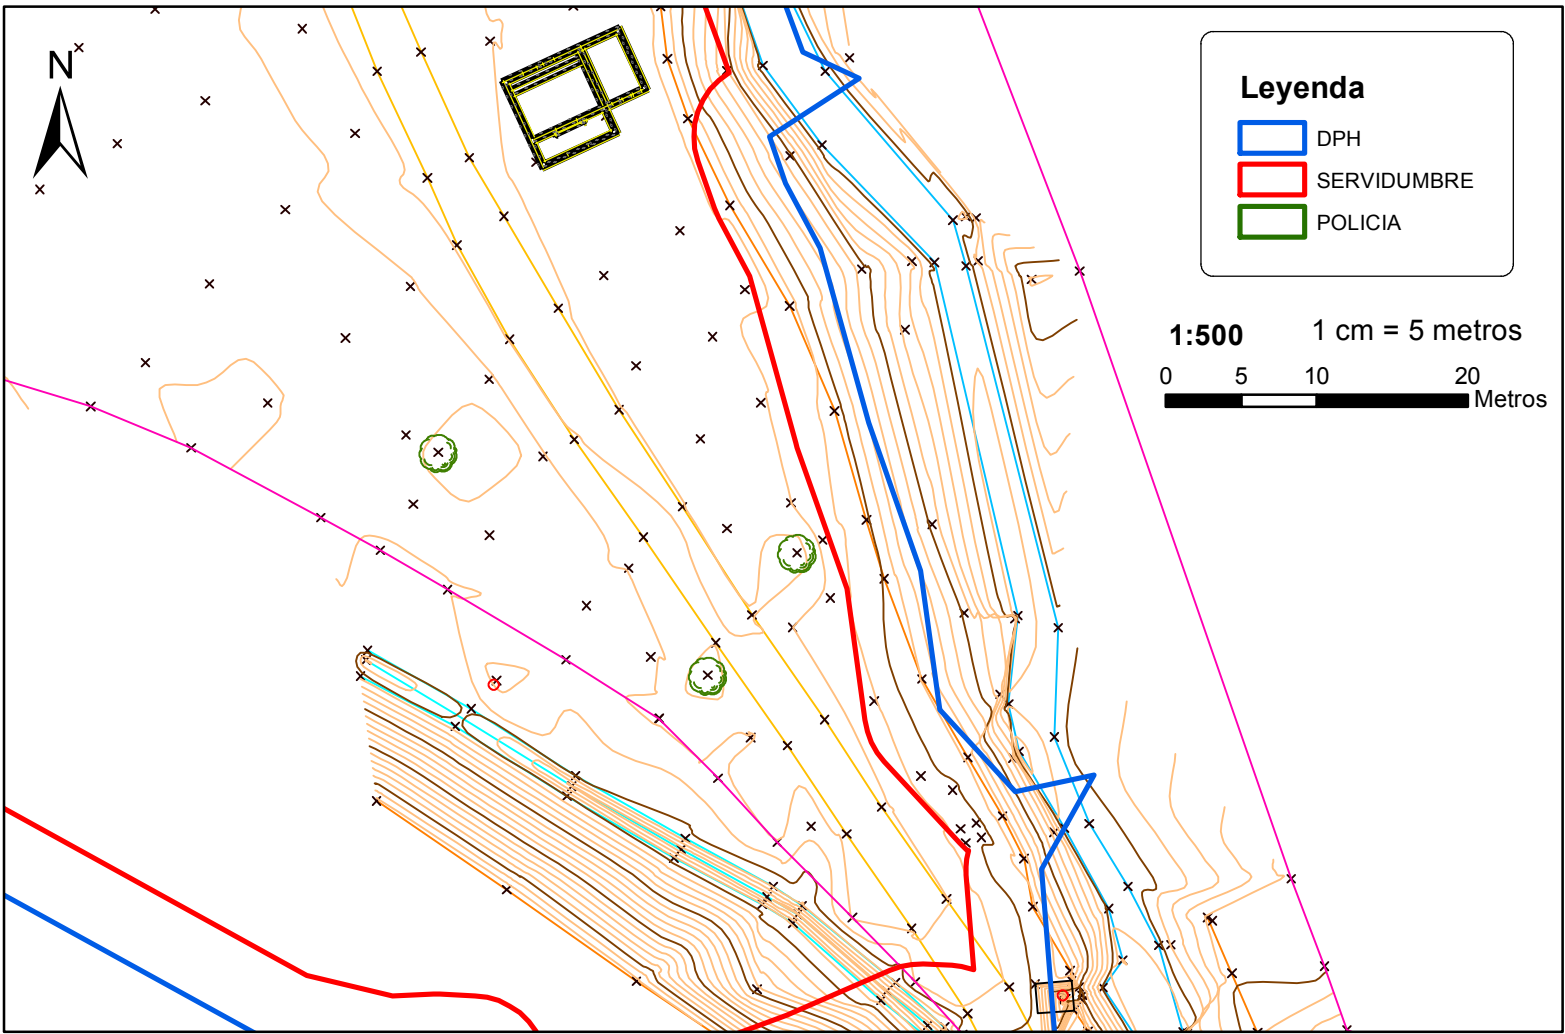 N
Leyenda
DPH
SERVIDUMBRE
POLICIA
1:500 1 cm = 5 metros
0 5 10 20
Metros